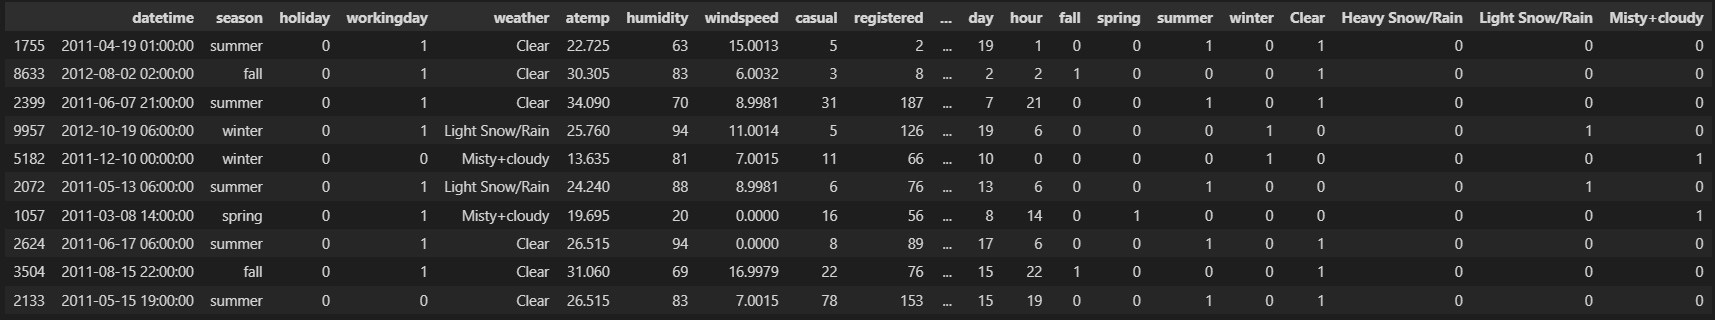 datetime season holiday workingday weather atemp humidity windspeed casual registered ... day hour fall spring summer winter Clear Heavy Snow/Rain Light Snow/Rain Misty+cloudy
1755 2011-04-19 01:00:00 summer 0 1 Clear 22.725 63 15.0013 5 2 ... 19 1 0 0 1 0 1 0 0 0
8633 2012-08-02 02:00:00 fall 0 1 Clear 30.305 83 6.0032 3 8 ... 2 2 1 0 0 0 1 0 0 0
2399 2011-06-07 21:00:00 summer 0 1 Clear 34.090 70 8.9981 31 187 ... 7 21 0 0 1 0 1 0 0 0
9957 2012-10-19 06:00:00 winter 0 1 Light Snow/Rain 25.760 94 11.0014 5 126 ... 19 6 0 0 0 1 0 0 1 0
5182 2011-12-10 00:00:00 winter 0 0 Misty+cloudy 13.635 81 7.0015 11 66 ... 10 0 0 0 0 1 0 0 0 1
2072 2011-05-13 06:00:00 summer 0 1 Light Snow/Rain 24.240 88 8.9981 6 76 ... 13 6 0 0 1 0 0 0 1 0
1057 2011-03-08 14:00:00 spring 0 1 Misty+cloudy 19.695 20 0.0000 16 56 ... 8 14 0 1 0 0 0 0 0 1
2624 2011-06-17 06:00:00 summer 0 1 Clear 26.515 94 0.0000 8 89 ... 17 6 0 0 1 0 1 0 0 0
3504 2011-08-15 22:00:00 fall 0 1 Clear 31.060 69 16.9979 22 76 ... 15 22 1 0 0 0 1 0 0 0
2133 2011-05-15 19:00:00 summer 0 0 Clear 26.515 83 7.0015 78 153 ... 15 19 0 0 1 0 1 0 0 0